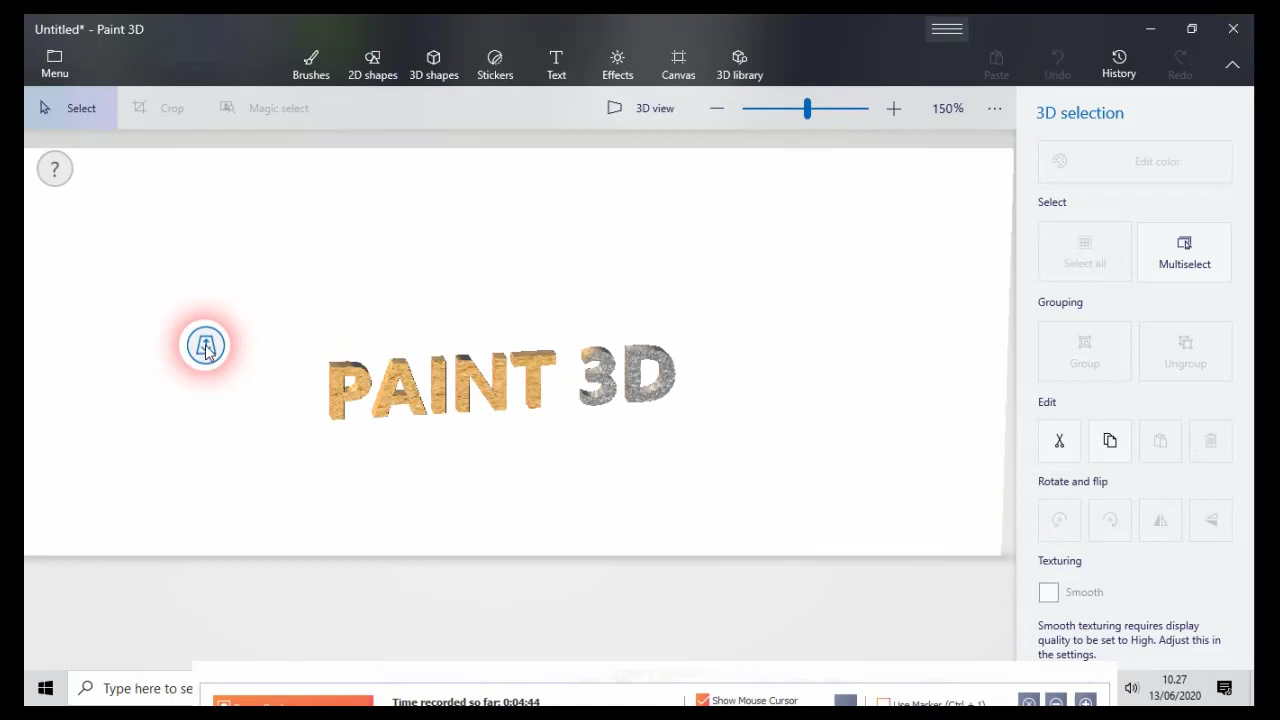 Untitled* - Paint 3D
Menu
Brushes
2D shapes
3D shapes
Stickers
Text
Effects
Canvas
3D library
Paste
Undo
History
Redo
Select
Crop
Magic select
3D view
150%
?
3D selection
Edit color
Select
Select all
Multiselect
Grouping
Group
Ungroup
Edit
Rotate and flip
Texturing
Smooth
Smooth texturing requires display
quality to be set to High. Adjust this in
the settings.
PAINT 3D
Type here to se
Time recorded so far: 0:04:44
Show Mouse Cursor
Use Marker (Ctrl + 1)
10.27
13/06/2020